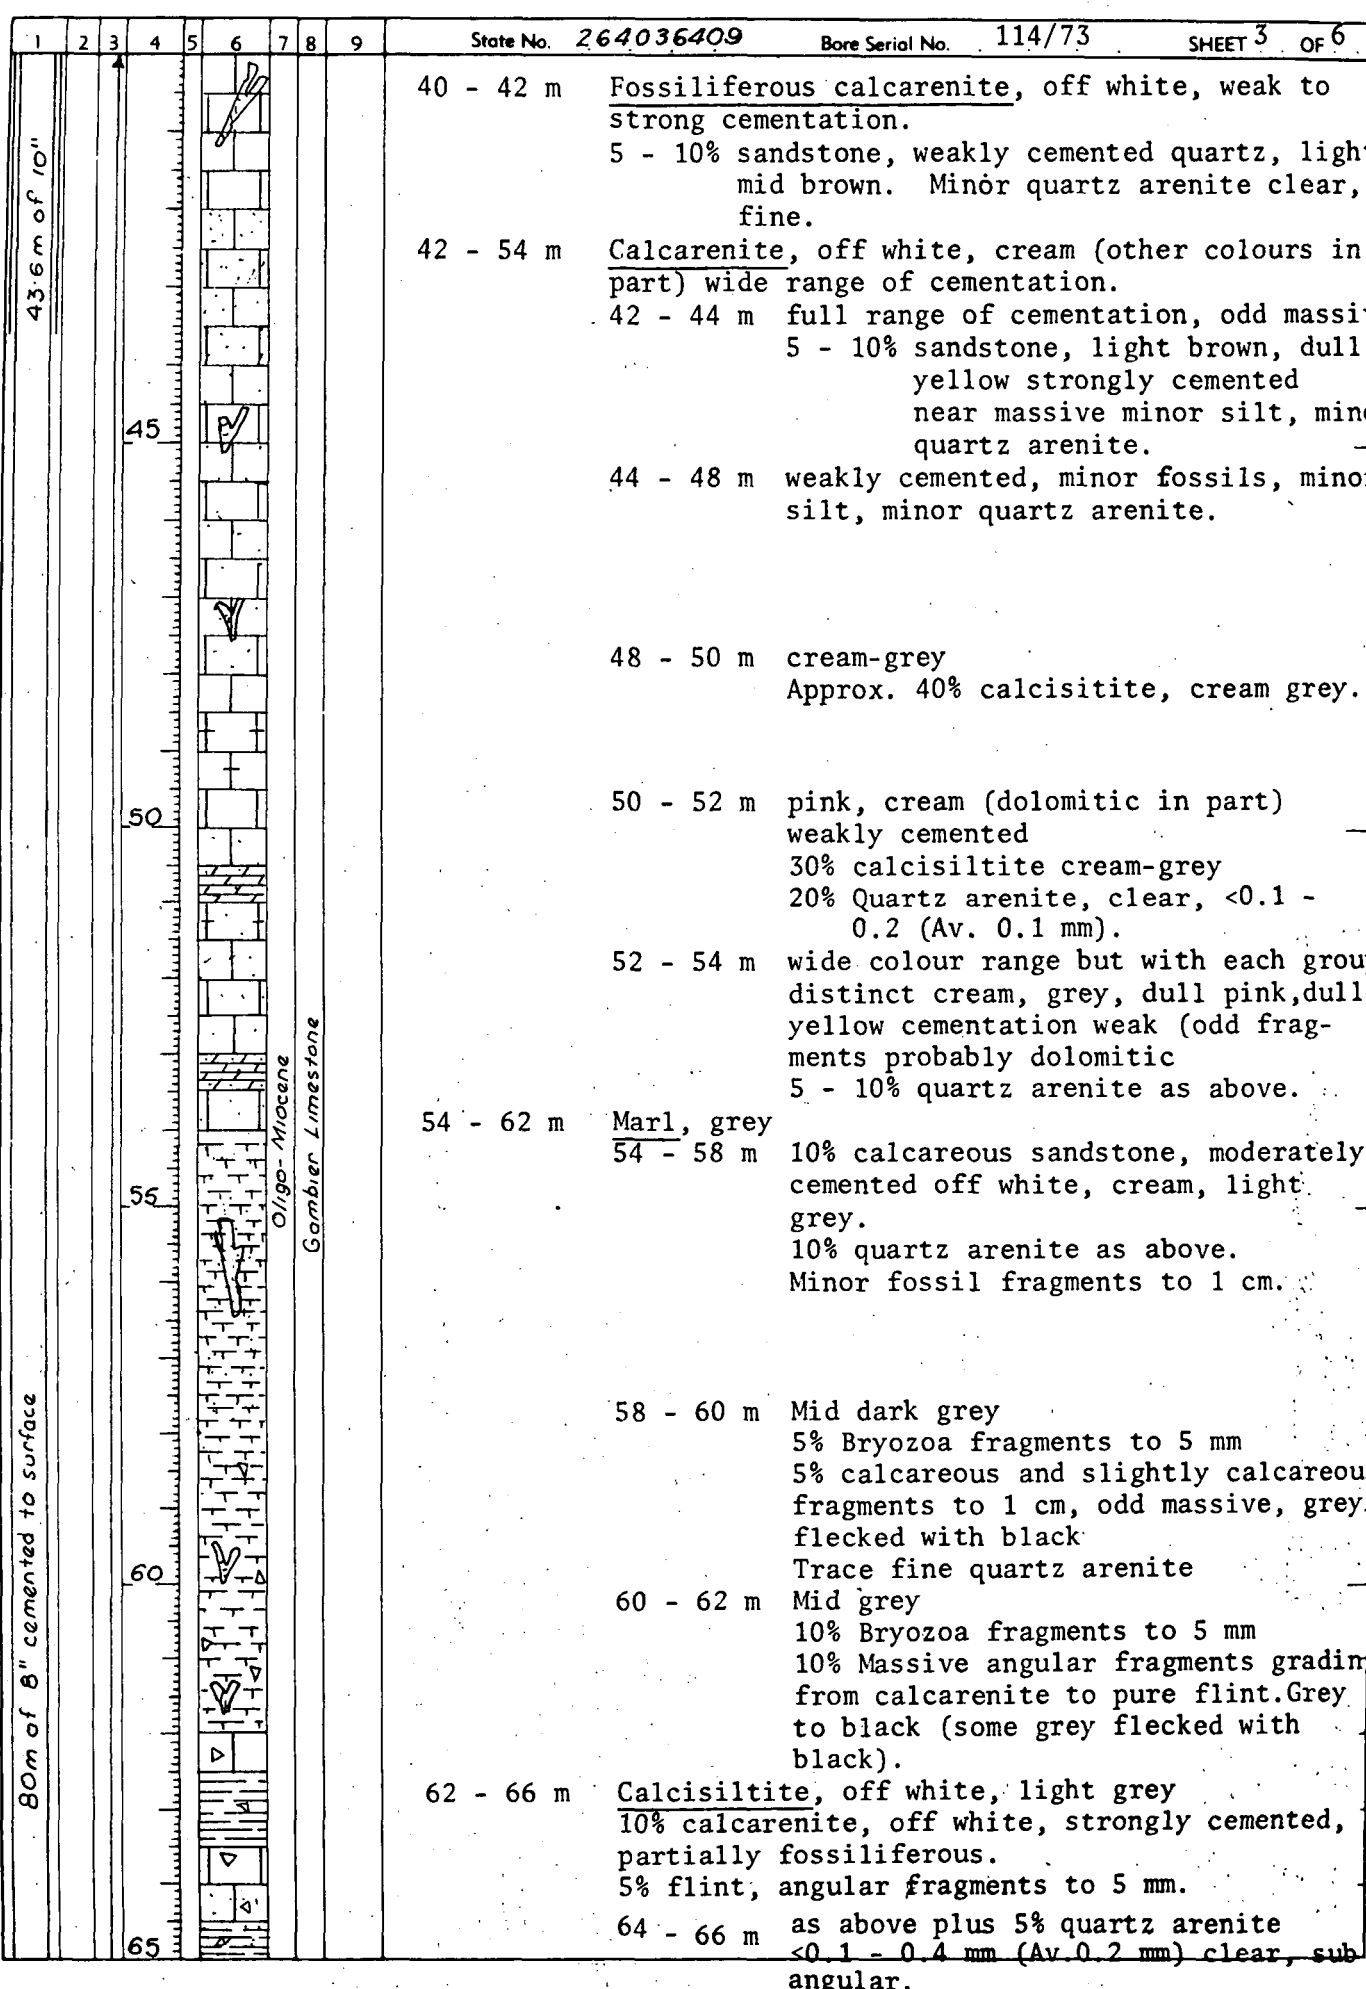 1 2 3 4 5 6 7 8 9 State No. 264036409 Bore Serial No. 114/73 SHEET 3 OF 6
40 - 42 m Fossiliferous calcarenite, off white, weak to
strong cementation.
5 - 10% sandstone, weakly cemented quartz, light
mid brown. Minor quartz arenite clear,
fine.
42 - 54 m Calcarenite, off white, cream (other colours in
part) wide range of cementation.
42 - 44 m full range of cementation, odd massiv
5 - 10% sandstone, light brown, dull
yellow strongly cemented
near massive minor silt, mino
quartz arenite.
44 - 48 m weakly cemented, minor fossils, minor
silt, minor quartz arenite.
48 - 50 m cream-grey
Approx. 40% calcisitite, cream grey.
50 - 52 m pink, cream (dolomitic in part)
weakly cemented
30% calcisiltite cream-grey
20% Quartz arenite, clear, <0.1 -
0.2 (Av. 0.1 mm).
52 - 54 m wide colour range but with each grou
distinct cream, grey, dull pink,dull
yellow cementation weak (odd frag-
ments probably dolomitic
5 - 10% quartz arenite as above.
54 - 62 m Marl, grey
54 - 58 m 10% calcareous sandstone, moderately
cemented off white, cream, light
grey.
10% quartz arenite as above.
Minor fossil fragments to 1 cm.
58 - 60 m Mid dark grey
5% Bryozoa fragments to 5 mm
5% calcareous and slightly calcareou
fragments to 1 cm, odd massive, grey
flecked with black
Trace fine quartz arenite
60 - 62 m Mid grey
10% Bryozoa fragments to 5 mm
10% Massive angular fragments gradin
from calcarenite to pure flint.Grey
to black (some grey flecked with
black).
62 - 66 m Calcisiltite, off white, light grey
10% calcarenite, off white, strongly cemented,
partially fossiliferous.
5% flint, angular fragments to 5 mm.
64 - 66 m as above plus 5% quartz arenite
<0.1 - 0.4 mm (Av.0.2 mm) clear, sub
angular.
43.6 m of 10"
80m of 8" cemented to surface
45
50
55
60
65
Oligo-Miocene
Gambier Limestone